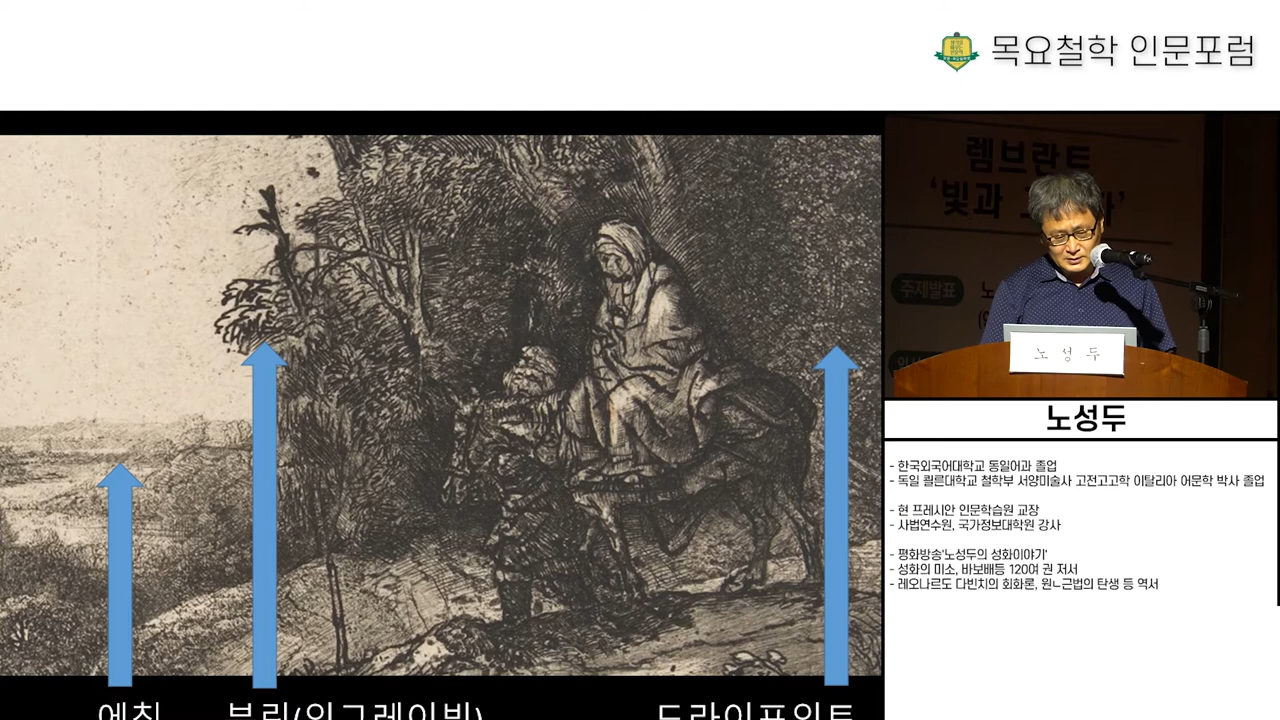 목요철학 인문포럼
렘브란트
'빛과
주제발표
노성두
노성두
- 한국외국어대학교 동일어과 졸업
- 독일 쾰른대학교 철학부 서양미술사 고전고고학 이탈리아 어문학 박사 졸업
- 현 프레시안 인문학습원 교장
- 사법연수원, 국가정보대학원 강사
- 평화방송'노성두의 성화이야기'
- 성화의 미소, 바보배등 120여 권 저서
- 레오나르도 다빈치의 회화론, 원ㄴ근법의 탄생 등 역서
에칭 뷰린(인그레이빙) 드라이포인트